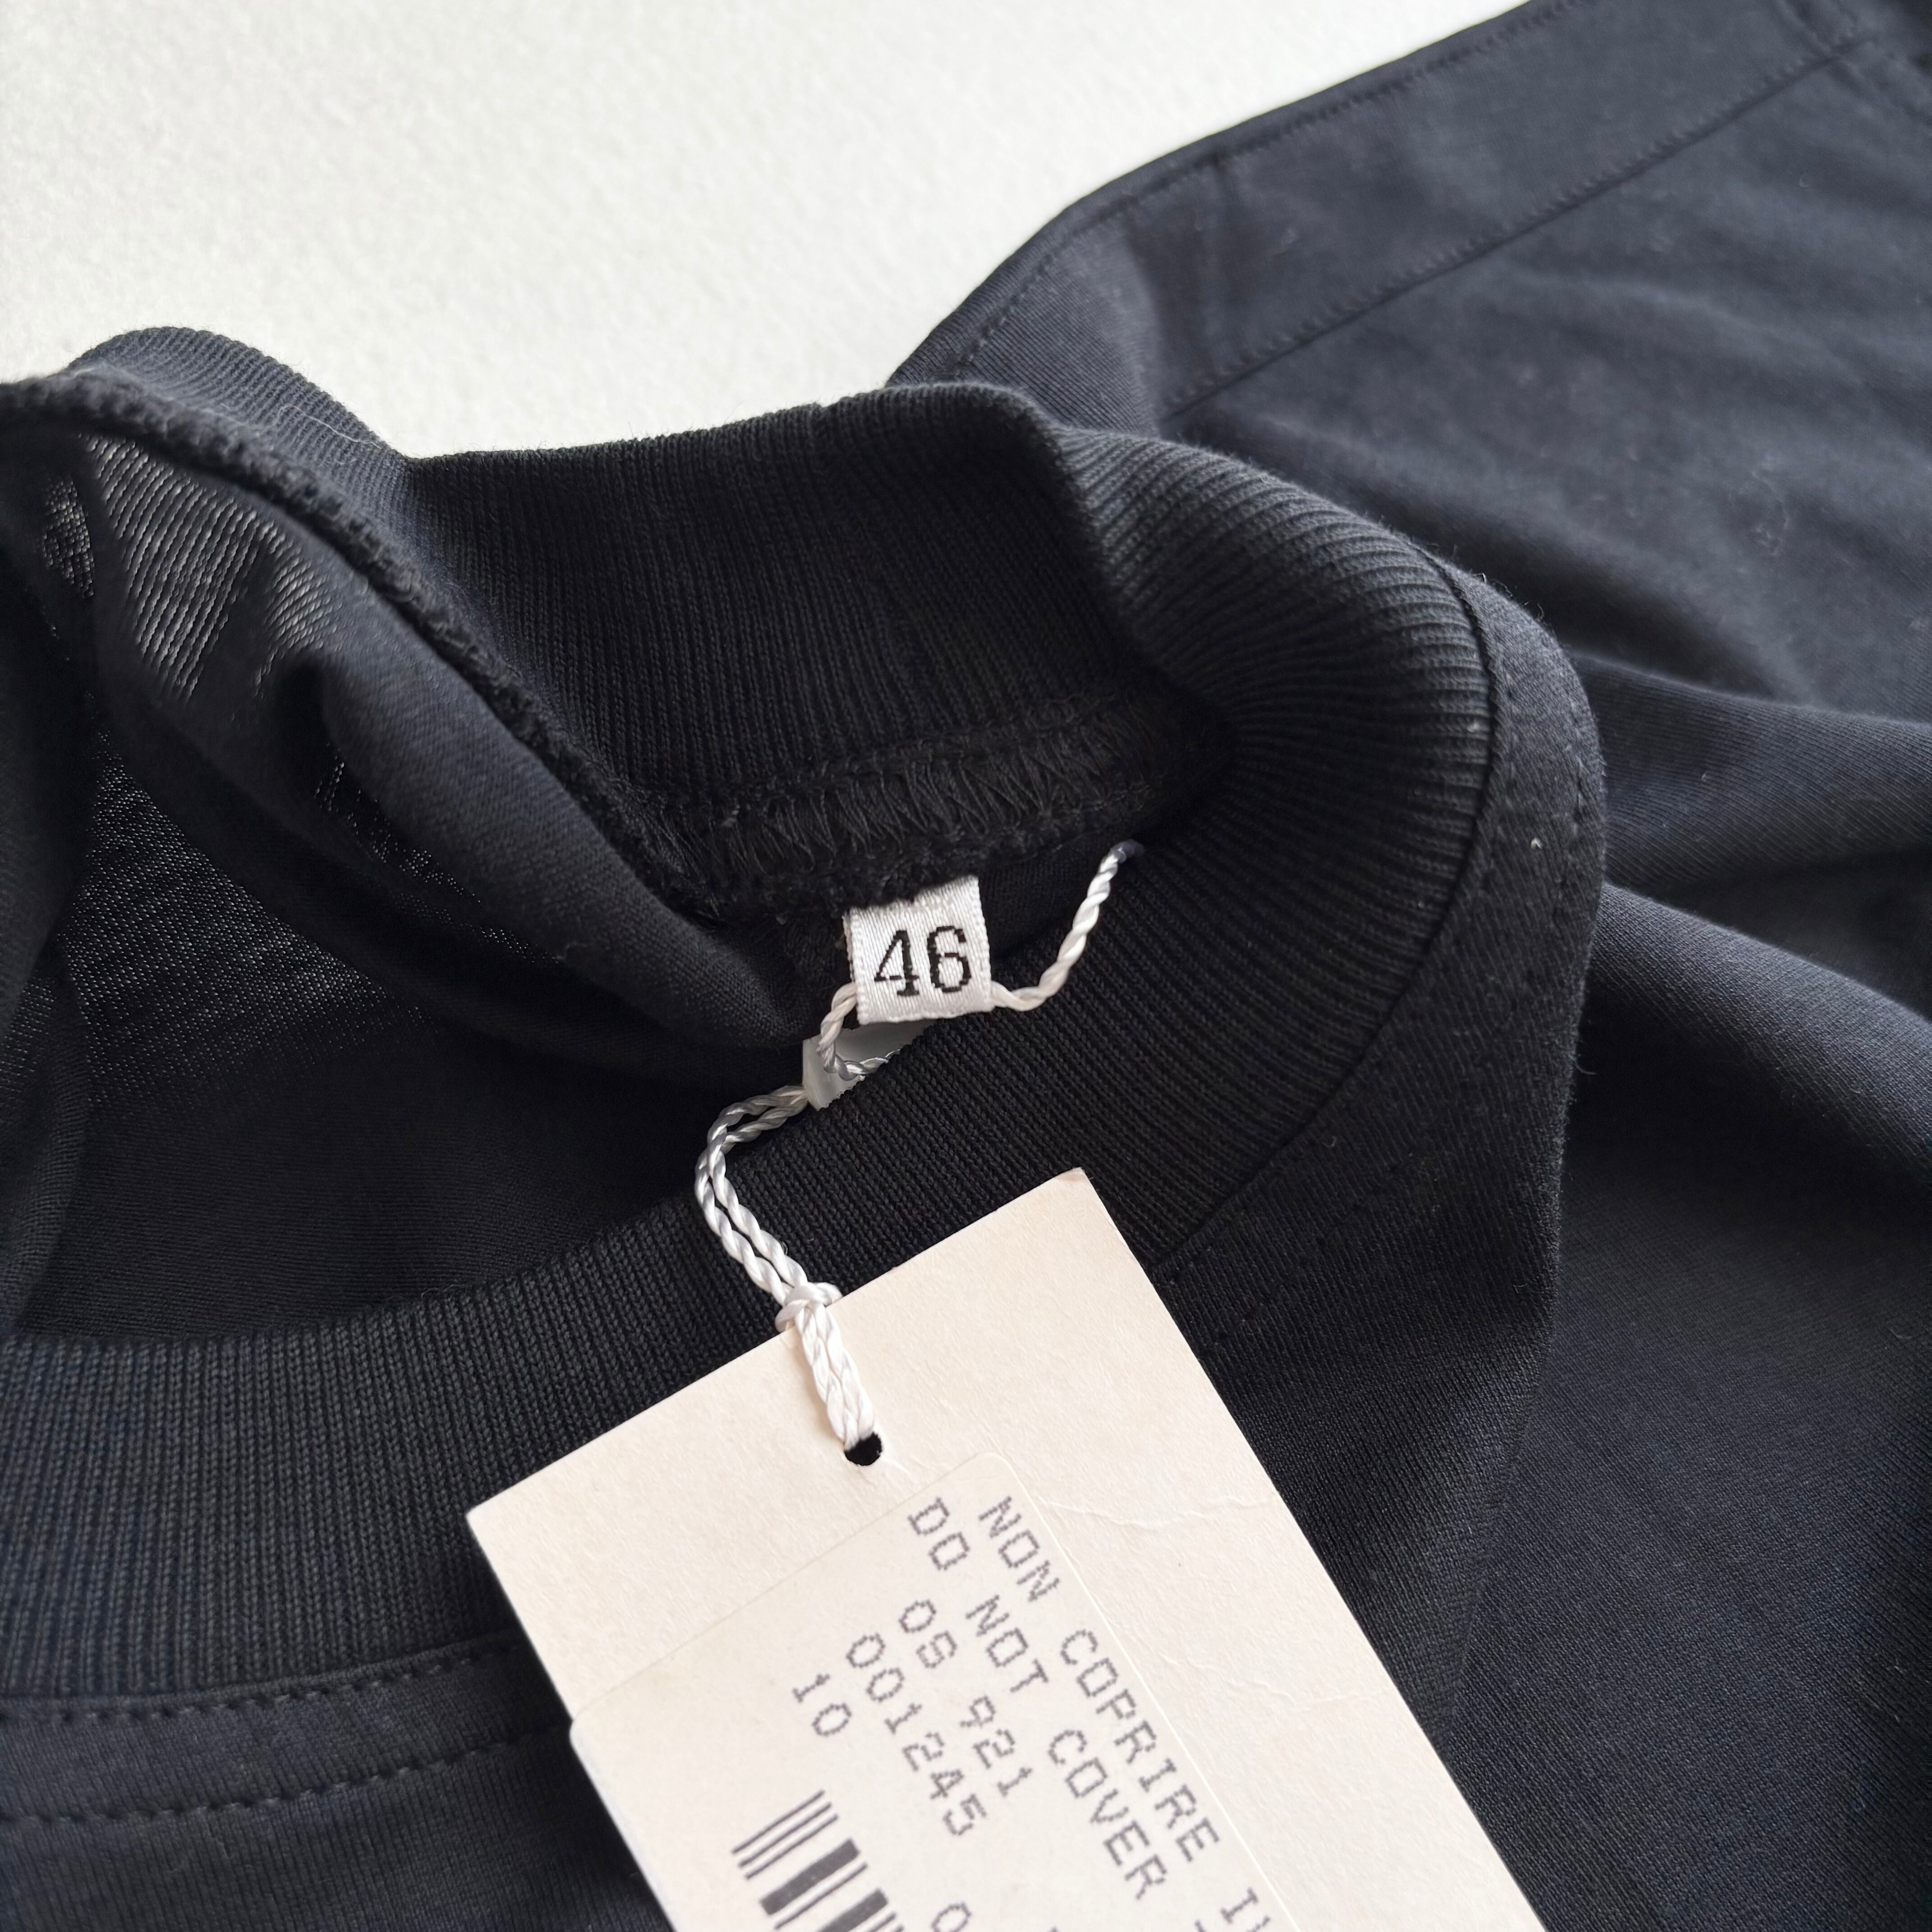 46
NON COPRIRE
DO NOT COVER
OS 921
001245
10